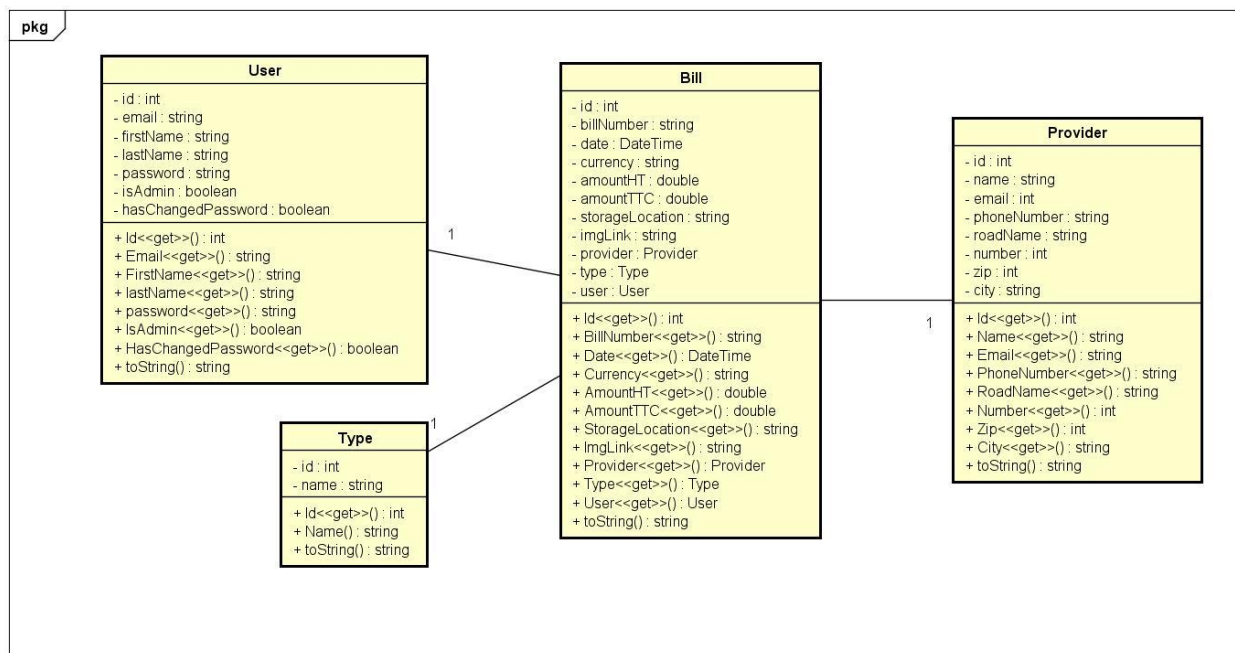 pkg
User
- id : int
- email : string
- firstName : string
- lastName : string
- password : string
- isAdmin : boolean
- hasChangedPassword : boolean
+ Id<<get>>() : int
+ Email<<get>>() : string
+ FirstName<<get>>() : string
+ lastName<<get>>() : string
+ password<<get>>() : string
+ IsAdmin<<get>>() : boolean
+ HasChangedPassword<<get>>() : boolean
+ toString() : string
1
Type
- id : int
- name : string
+ Id<<get>>() : int
+ Name() : string
+ toString() : string
1
Bill
- id : int
- billNumber : string
- date : DateTime
- currency : string
- amountHT : double
- amountTTC : double
- storageLocation : string
- imgLink : string
- provider : Provider
- type : Type
- user : User
+ Id<<get>>() : int
+ BillNumber<<get>>() : string
+ Date<<get>>() : DateTime
+ Currency<<get>>() : string
+ AmountHT<<get>>() : double
+ AmountTTC<<get>>() : double
+ StorageLocation<<get>>() : string
+ ImgLink<<get>>() : string
+ Provider<<get>>() : Provider
+ Type<<get>>() : Type
+ User<<get>>() : User
+ toString() : string
1
Provider
- id : int
- name : string
- email : int
- phoneNumber : string
- roadName : string
- number : int
- zip : int
- city : string
+ Id<<get>>() : int
+ Name<<get>>() : string
+ Email<<get>>() : string
+ PhoneNumber<<get>>() : string
+ RoadName<<get>>() : string
+ Number<<get>>() : int
+ Zip<<get>>() : int
+ City<<get>>() : string
+ toString() : string